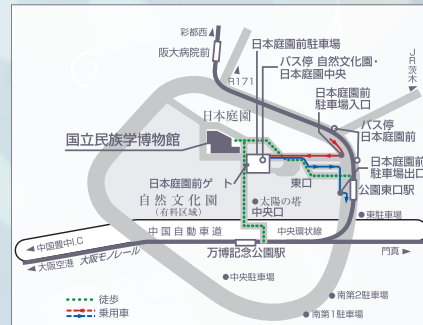 彩都西
阪大病院前
日本庭園前駐車場
バス停 自然文化園・
日本庭園中央
R171
JR茨木
日本庭園前
駐車場入口
日本庭園
バス停
日本庭園前
国立民族学博物館
日本庭園前
駐車場出口
日本庭園前ゲート
東口
公園東口駅
自然文化園
(有料区域)
太陽の塔
中央口
東駐車場
中国自動車道
中央環状線
中国豊中I.C
大阪空港
大阪モノレール
万博記念公園駅
門真
中央駐車場
南第2駐車場
南第1駐車場
徒歩
乗用車